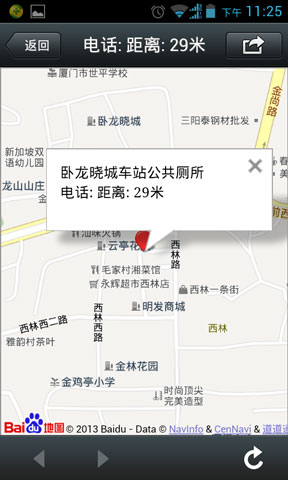 下午 11:25
返回
电话: 距离: 29米
厦门市世平学校
卧龙晓城
三阳泰钢材批发
金尚路
新加坡双
语幼儿园
卧龙晓城车站公共厕所
电话: 距离: 29米
龙山山庄
金尚
汕味火锅
云亭花
西林路
毛家村湘菜馆
永辉超市西林店
西林一条街
西林西路
明发商城
西林西二路
西林
雅韵村茶叶
金林花园
金鸡亭小学
时尚顶尖
完美造型
Bai du 地图
© 2013 Baidu - Data © NavInfo & CenNavi & 道道通